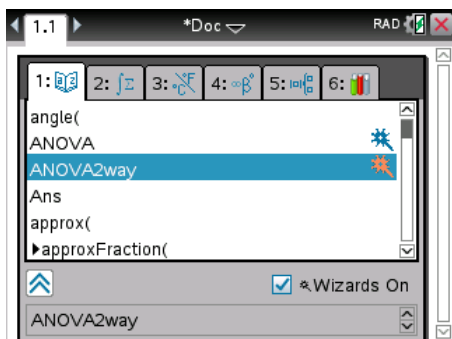 1.1 *Doc RAD
1: 2: ∫Σ 3: °C°F 4: ∞β° 5: 6:
angle(
ANOVA
ANOVA2way
Ans
approx(
▶approxFraction(
Wizards On
ANOVA2way